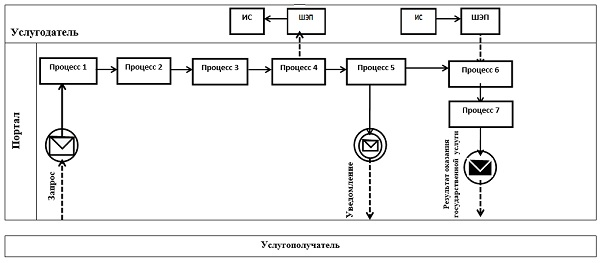 ИС
ШЭП
ИС
ШЭП
Услугодатель
Портал
Процесс 1
Процесс 2
Процесс 3
Процесс 4
Процесс 5
Процесс 6
Процесс 7
Запрос
Уведомление
Результат оказания
государственной услуги
Услугополучатель